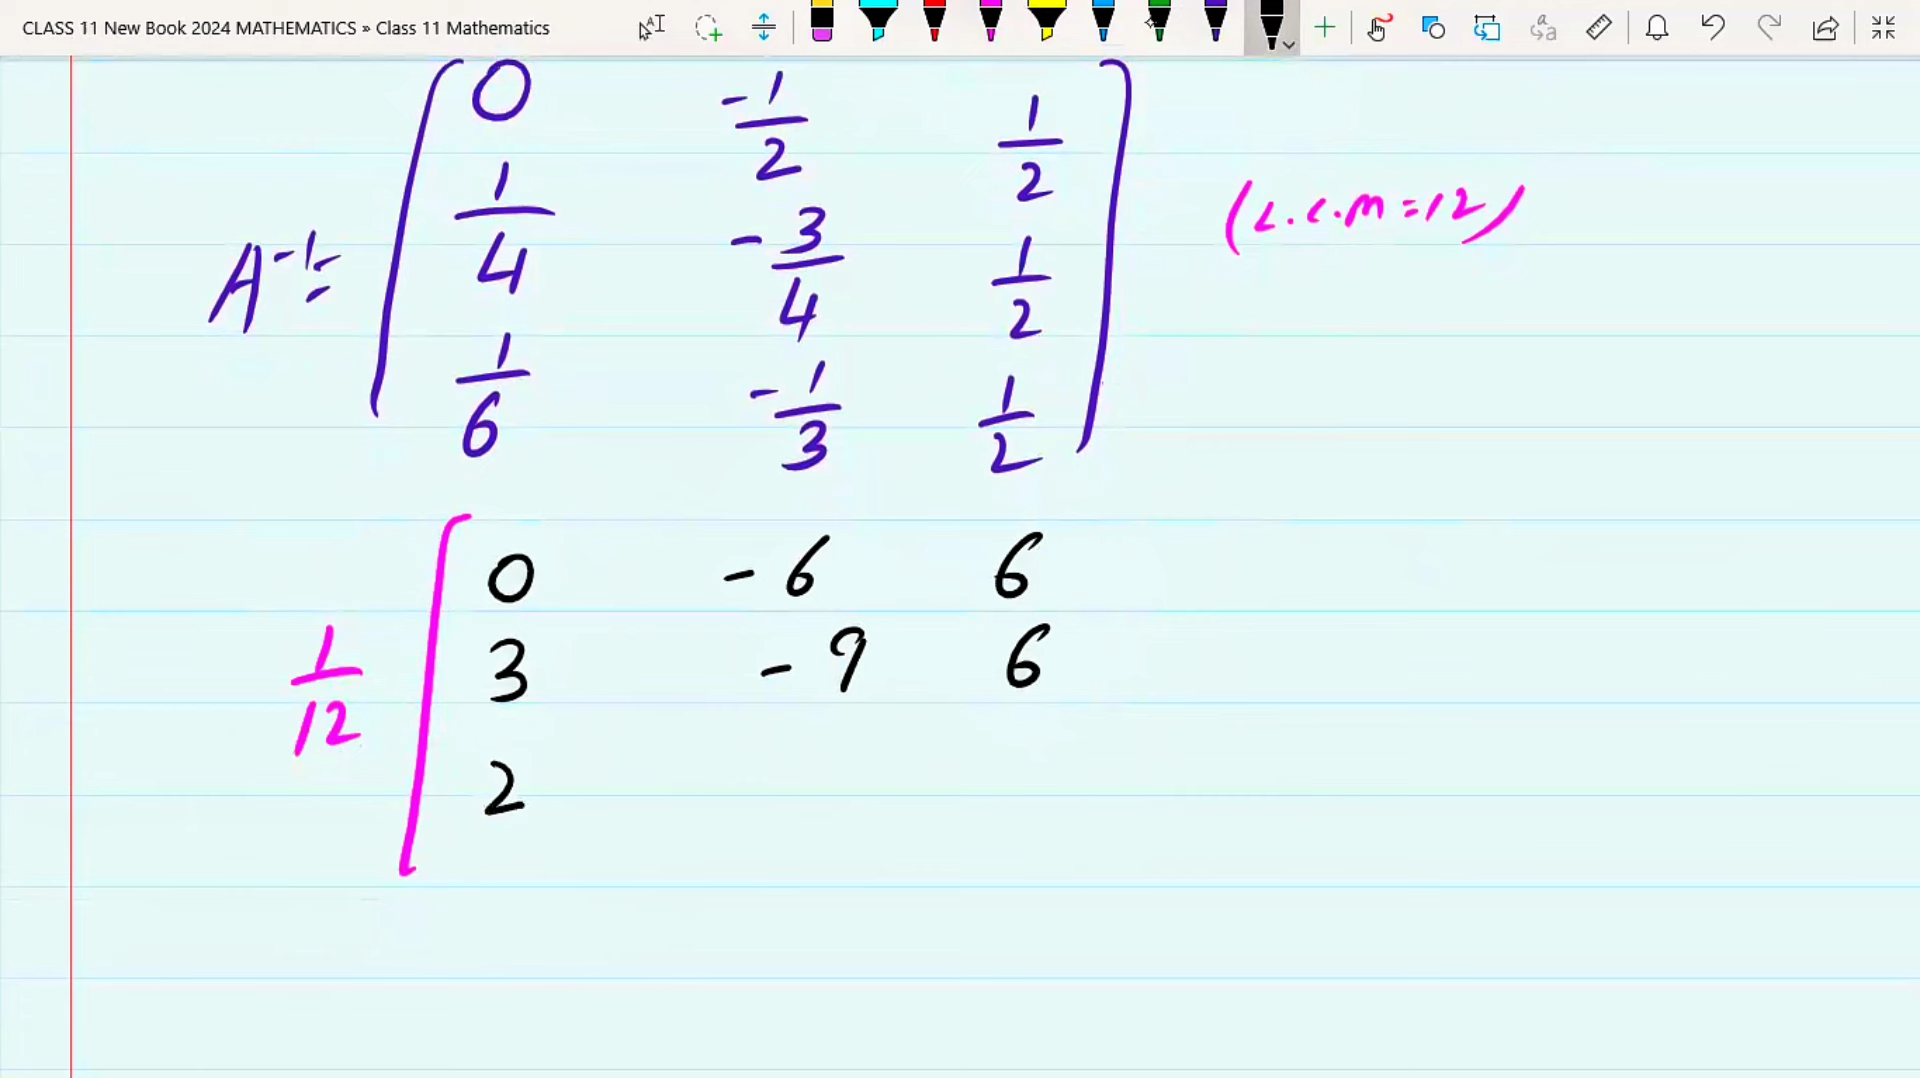 CLASS 11 New Book 2024 MATHEMATICS » Class 11 Mathematics
0 -1/2 1/2
A⁻¹ = 1/4 -3/4 1/2 (L.C.M = 12)
1/6 -1/3 1/2
0 -6 6
1/12 3 -9 6
2